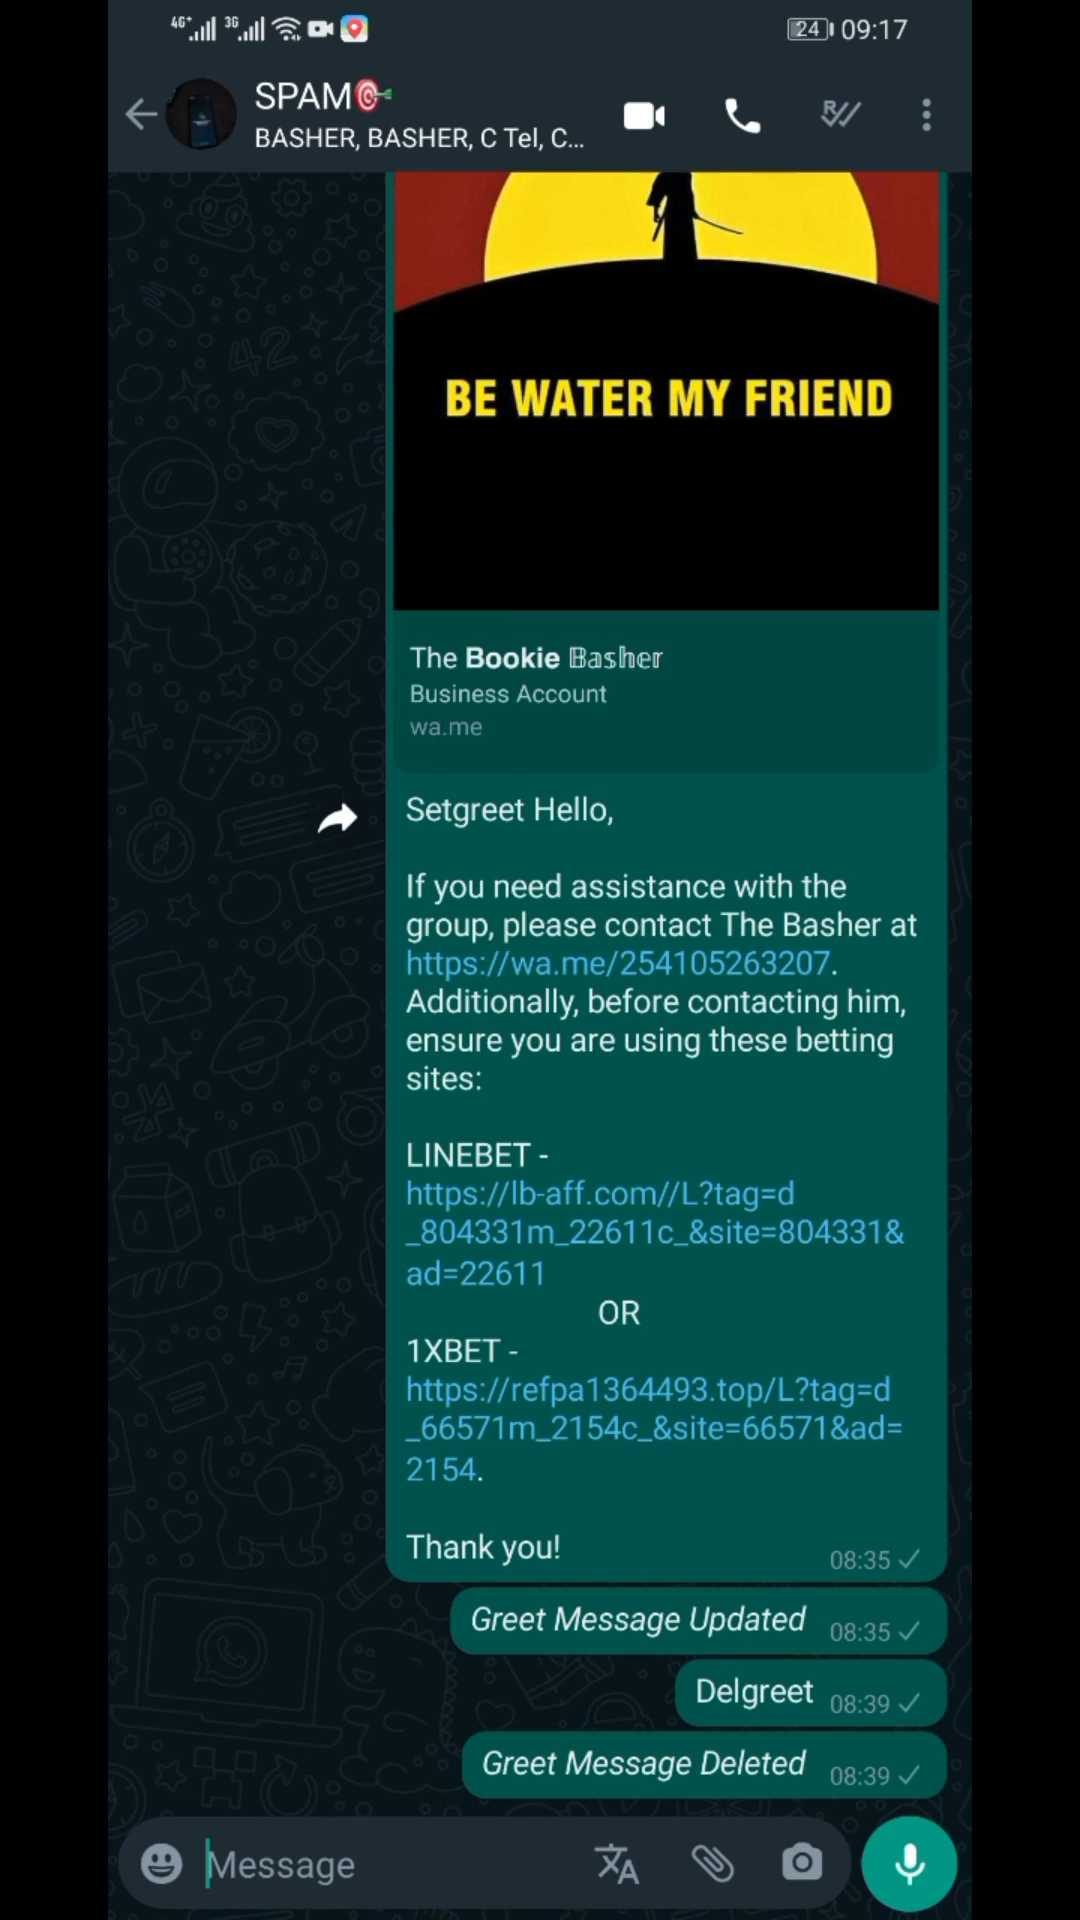 4G+ 3G 24 09:17
SPAM🎯
BASHER, BASHER, C Tel, C...
R
BE WATER MY FRIEND
The Bookie 𝔹𝕒𝕤𝕙𝕖𝕣
Business Account
wa.me
Setgreet Hello,
If you need assistance with the
group, please contact The Basher at
https://wa.me/254105263207.
Additionally, before contacting him,
ensure you are using these betting
sites:
LINEBET -
https://lb-aff.com//L?tag=d
_804331m_22611c_&site=804331&
ad=22611
OR
1XBET -
https://refpa1364493.top/L?tag=d
_66571m_2154c_&site=66571&ad=
2154.
Thank you!
08:35
Greet Message Updated 08:35
Delgreet 08:39
Greet Message Deleted 08:39
Message